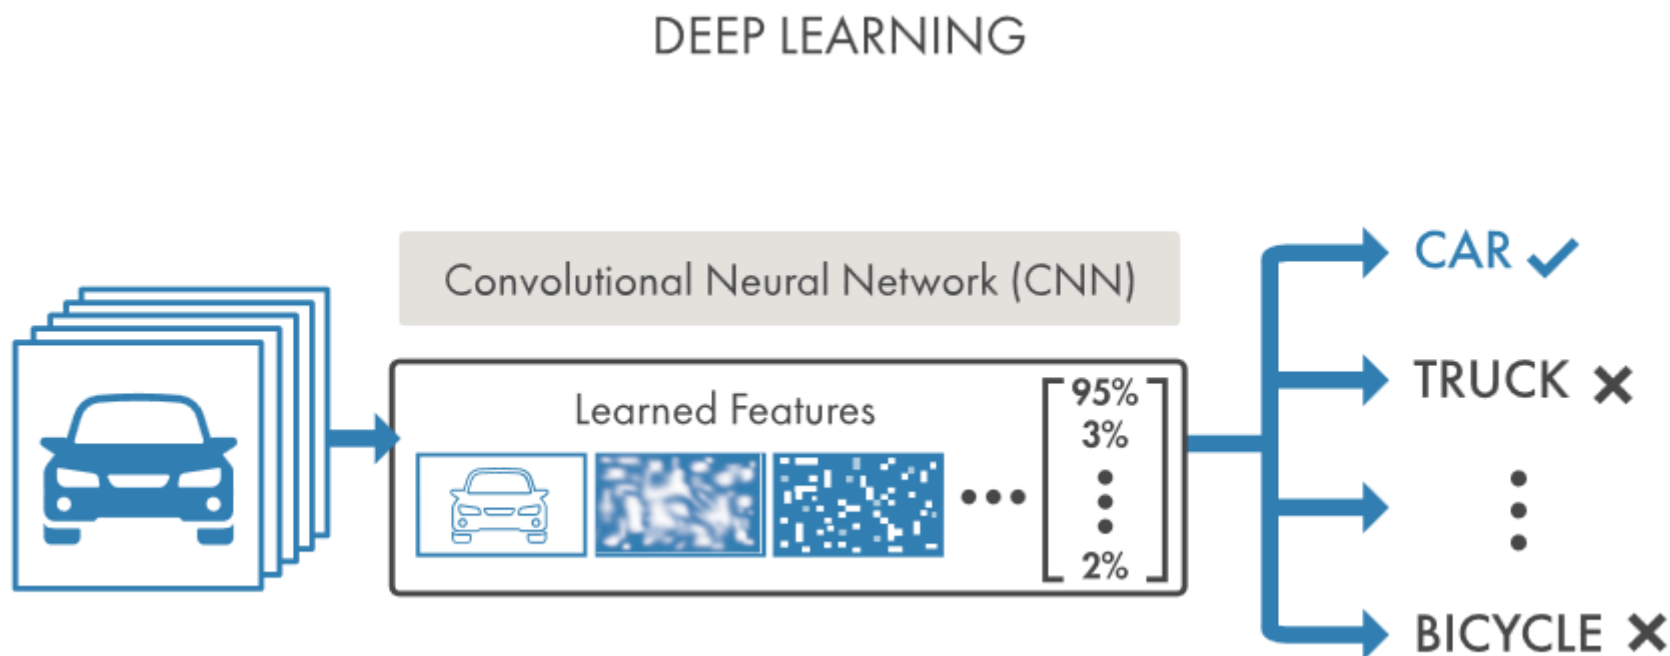 DEEP LEARNING
Convolutional Neural Network (CNN)
Learned Features
95%
3%
2%
CAR
TRUCK
BICYCLE